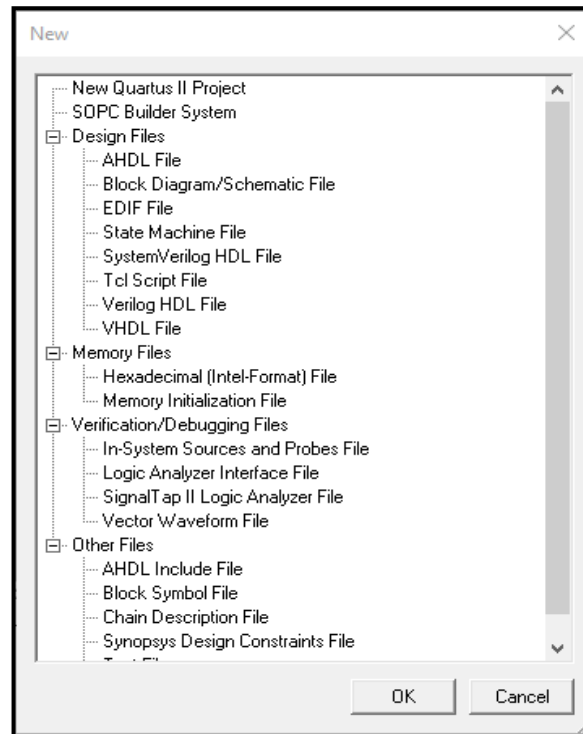 New
New Quartus II Project
SOPC Builder System
Design Files
AHDL File
Block Diagram/Schematic File
EDIF File
State Machine File
SystemVerilog HDL File
Tcl Script File
Verilog HDL File
VHDL File
Memory Files
Hexadecimal (Intel-Format) File
Memory Initialization File
Verification/Debugging Files
In-System Sources and Probes File
Logic Analyzer Interface File
SignalTap II Logic Analyzer File
Vector Waveform File
Other Files
AHDL Include File
Block Symbol File
Chain Description File
Synopsys Design Constraints File
OK Cancel